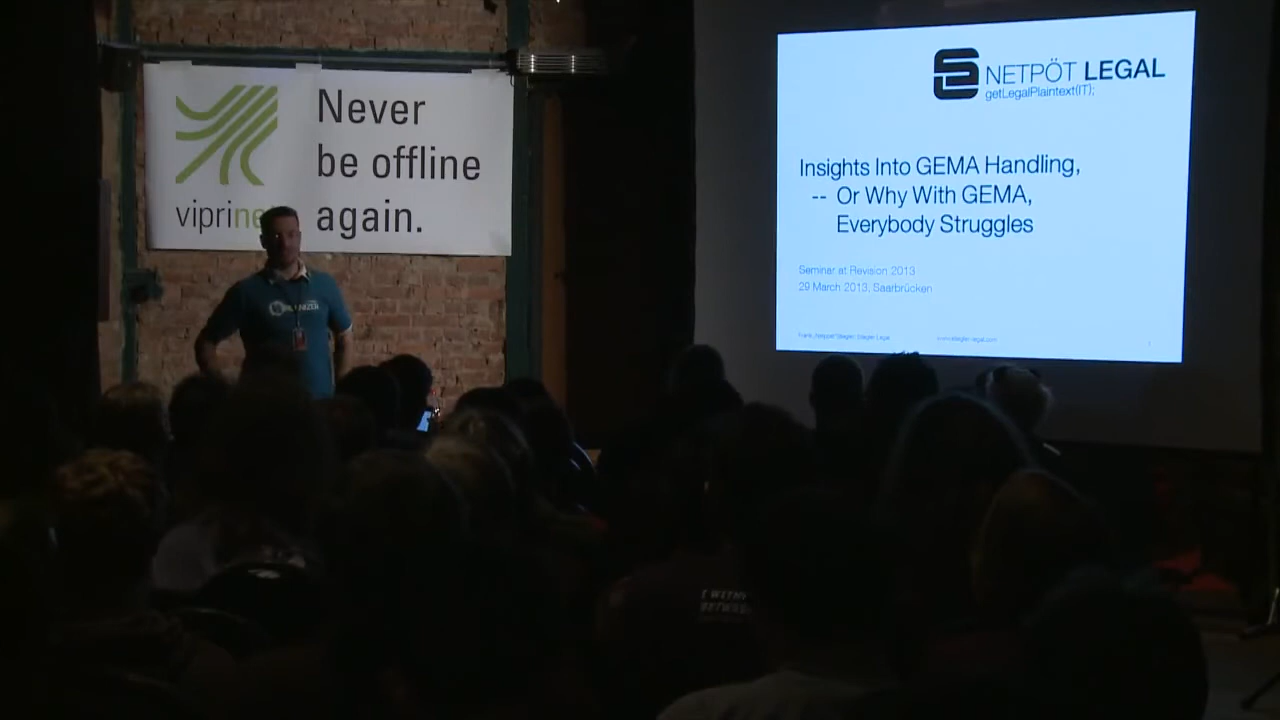 Never
be offline
again.
viprine
NETPÖT LEGAL
getLegalPlaintext(IT);
Insights Into GEMA Handling,
-- Or Why With GEMA,
Everybody Struggles
Seminar at Revision 2013
29 March 2013, Saarbrücken